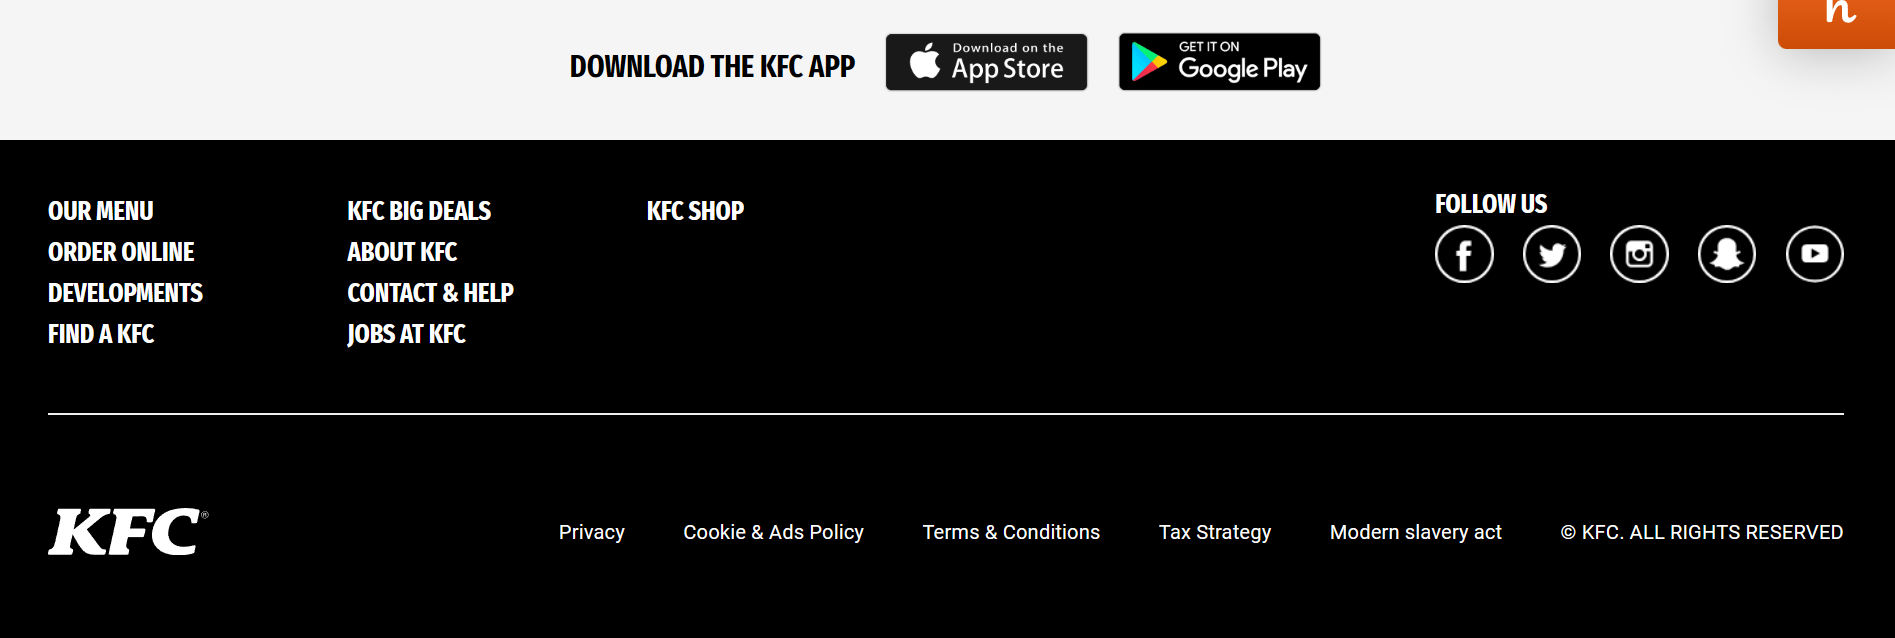 DOWNLOAD THE KFC APP
Download on the
App Store
GET IT ON
Google Play
OUR MENU
ORDER ONLINE
DEVELOPMENTS
FIND A KFC
KFC BIG DEALS
ABOUT KFC
CONTACT & HELP
JOBS AT KFC
KFC SHOP
FOLLOW US
KFC®
Privacy
Cookie & Ads Policy
Terms & Conditions
Tax Strategy
Modern slavery act
© KFC. ALL RIGHTS RESERVED